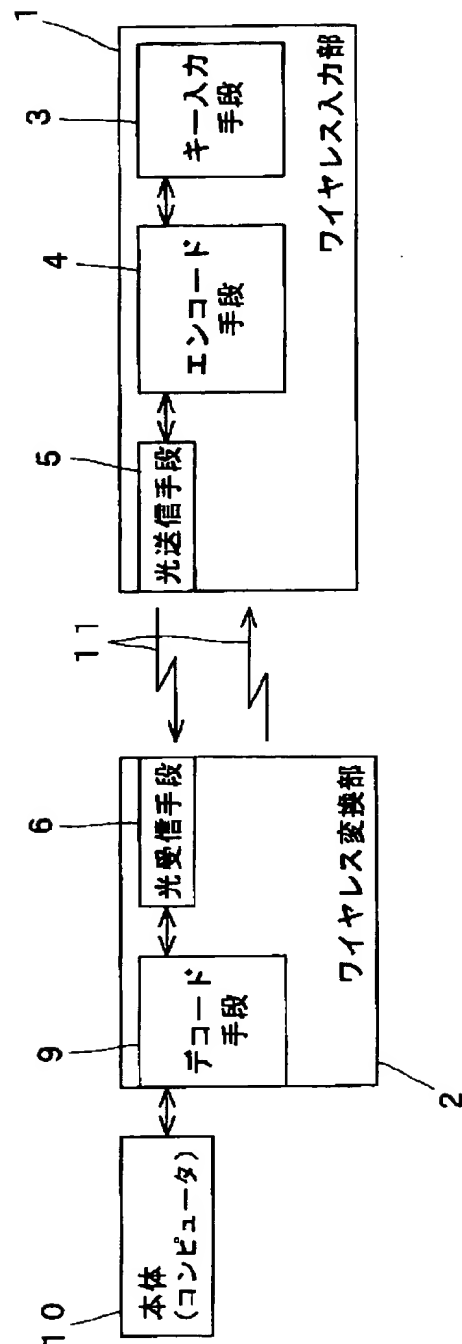 10
本体
(コンピュータ)
9
デコード
手段
6
光受信手段
ワイヤレス変換部
2
11
5
光送信手段
4
エンコード
手段
3
キー入力
手段
ワイヤレス入力部
1